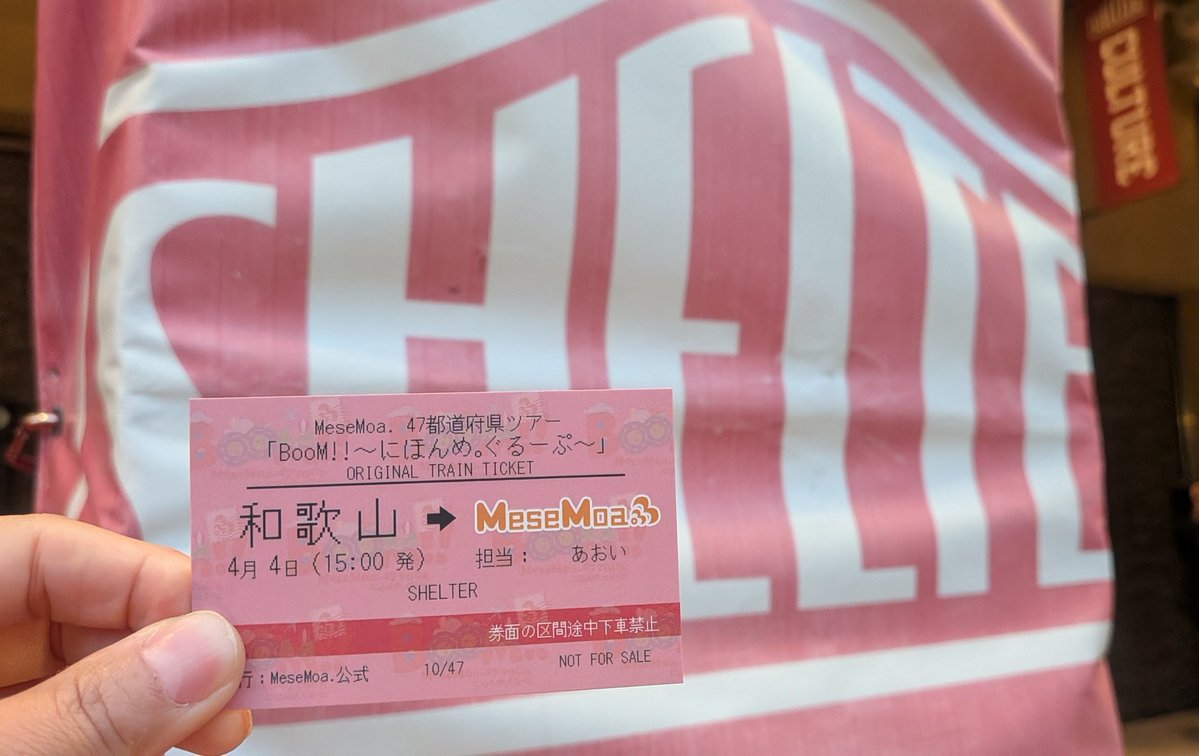 CULTURE
SHELTE
MeseMoa. 47都道府県ツアー
「BooM!!～にほんめ。ぐるーぷ～」
ORIGINAL TRAIN TICKET
和歌山 ➡ MeseMoa
4月 4日 (15:00 発) 担当： あおい
SHELTER
券面の区間途中下車禁止
行：MeseMoa.公式 10/47 NOT FOR SALE